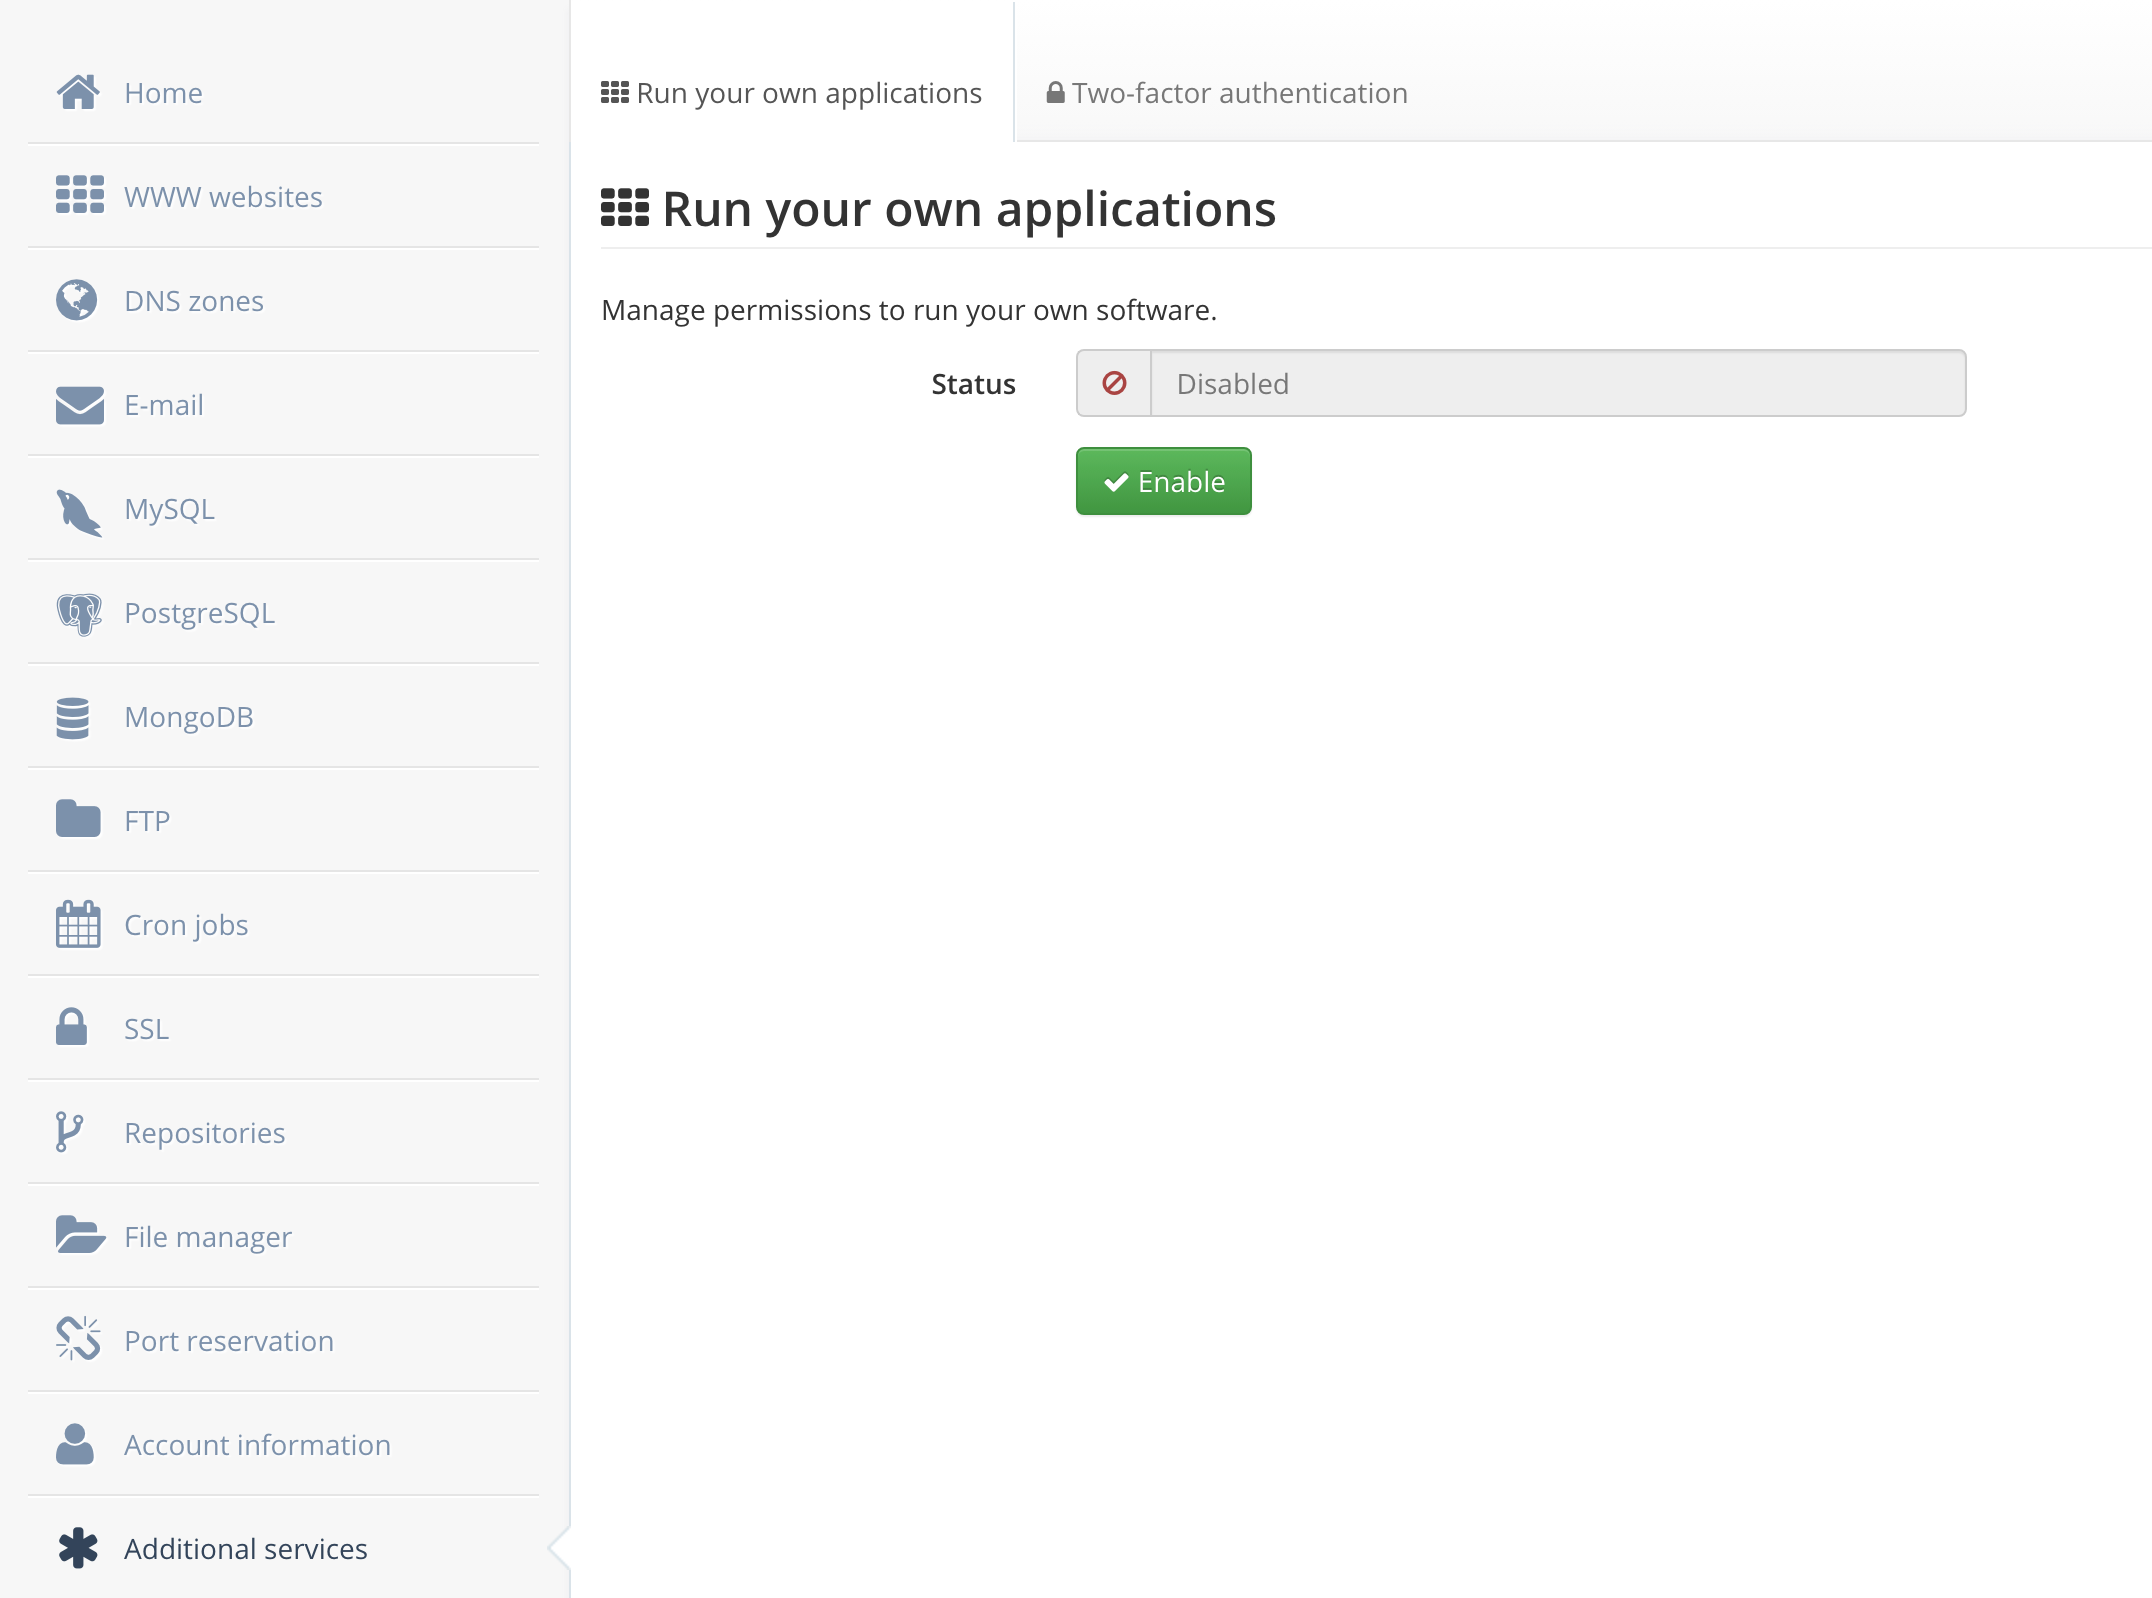 Home
WWW websites
DNS zones
E-mail
MySQL
PostgreSQL
MongoDB
FTP
Cron jobs
SSL
Repositories
File manager
Port reservation
Account information
Additional services
Run your own applications
Two-factor authentication
Run your own applications
Manage permissions to run your own software.
Status
Disabled
Enable